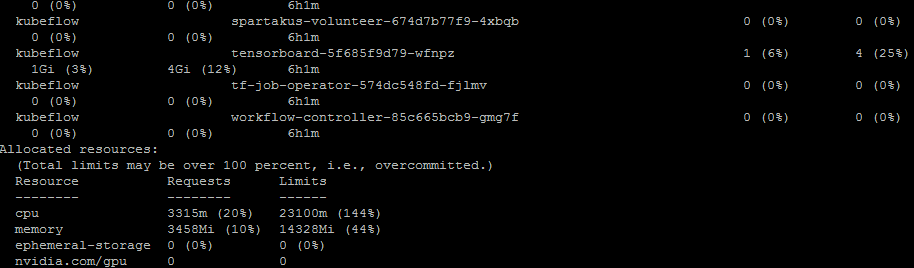 0 (0%) 0 (0%) 6h1m
kubeflow spartakus-volunteer-674d7b77f9-4xbqb 0 (0%) 0 (0%)
0 (0%) 0 (0%) 6h1m
kubeflow tensorboard-5f685f9d79-wfnpz 1 (6%) 4 (25%)
1Gi (3%) 4Gi (12%) 6h1m
kubeflow tf-job-operator-574dc548fd-fjlmv 0 (0%) 0 (0%)
0 (0%) 0 (0%) 6h1m
kubeflow workflow-controller-85c665bcb9-gmg7f 0 (0%) 0 (0%)
0 (0%) 0 (0%) 6h1m
Allocated resources:
(Total limits may be over 100 percent, i.e., overcommitted.)
Resource Requests Limits
-------- -------- ------
cpu 3315m (20%) 23100m (144%)
memory 3458Mi (10%) 14328Mi (44%)
ephemeral-storage 0 (0%) 0 (0%)
nvidia.com/gpu 0 0